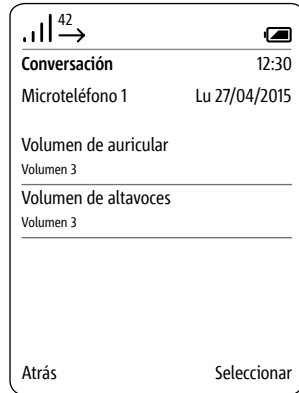 42
Conversación 12:30
Microteléfono 1 Lu 27/04/2015
Volumen de auricular
Volumen 3
Volumen de altavoces
Volumen 3
Atrás Seleccionar